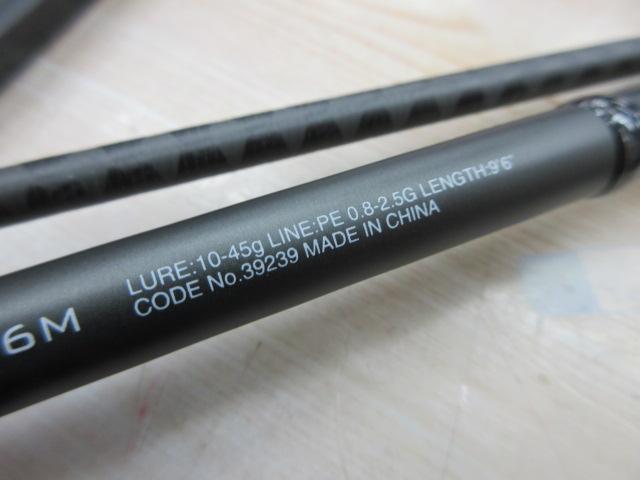 LURE:10-45g LINE:PE 0.8-2.5G LENGTH:9'6"
CODE No.39239 MADE IN CHINA
6M